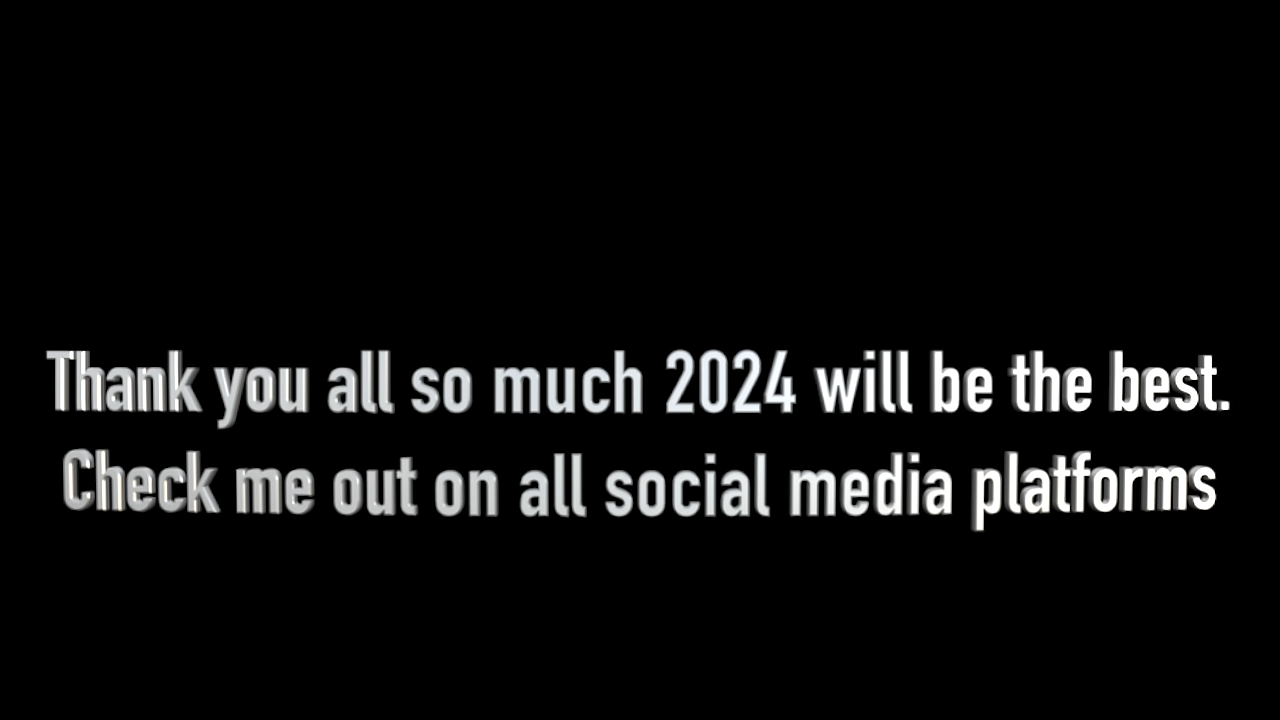 Thank you all so much 2024 will be the best.
Check me out on all social media platforms